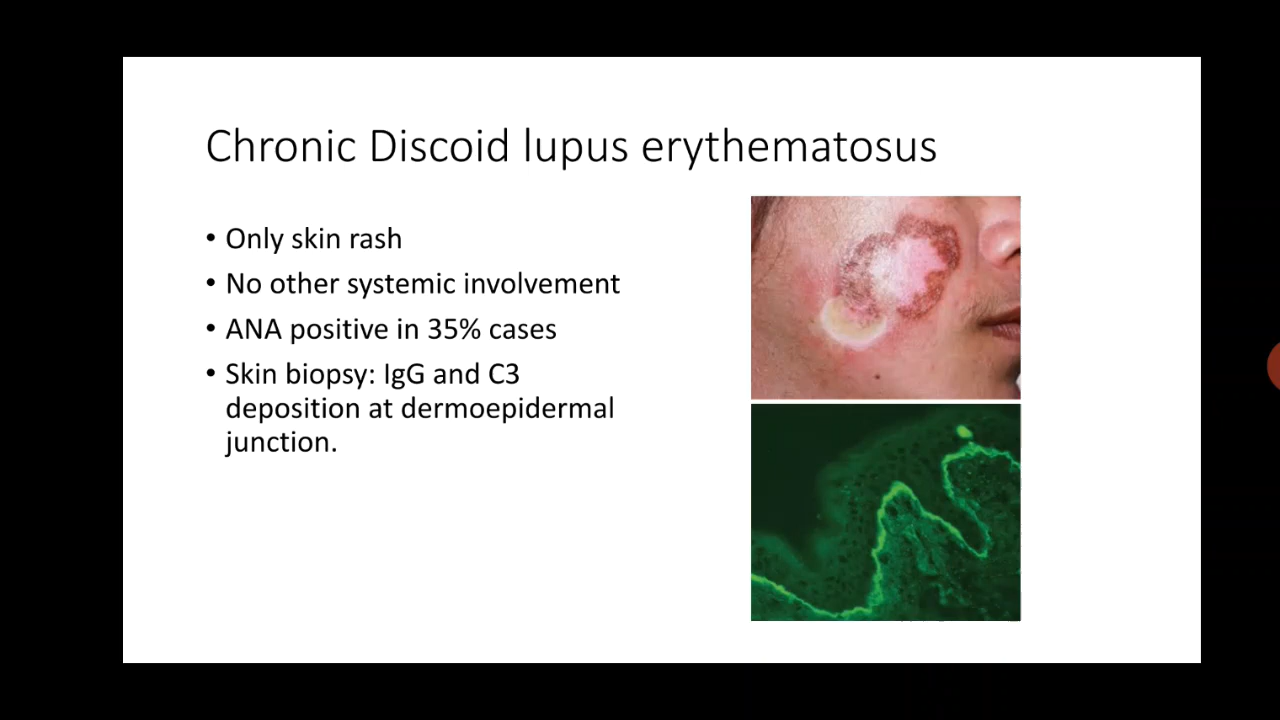 Chronic Discoid lupus erythematosus
• Only skin rash
• No other systemic involvement
• ANA positive in 35% cases
• Skin biopsy: IgG and C3
deposition at dermoepidermal
junction.